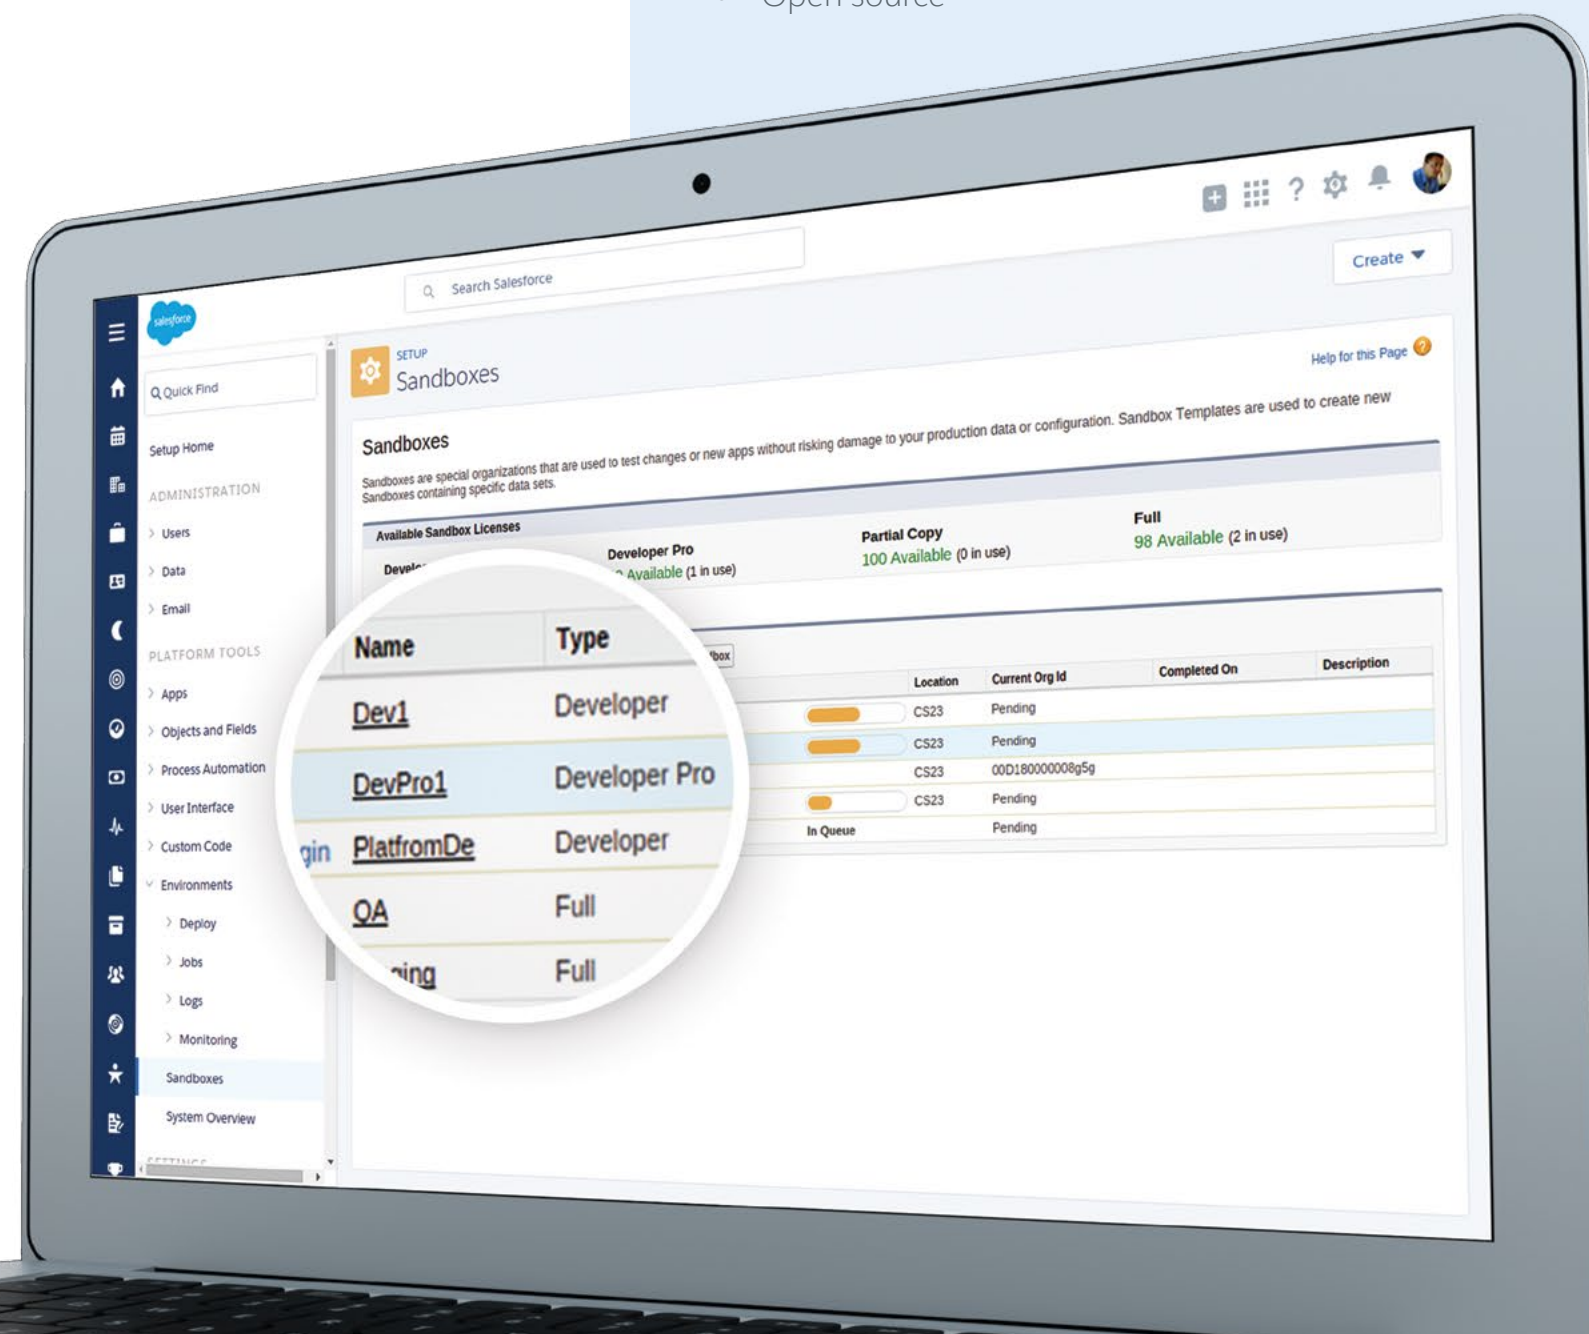 Open source
Search Salesforce
Create
salesforce
Quick Find
Setup Home
ADMINISTRATION
Users
Data
Email
PLATFORM TOOLS
Apps
Objects and Fields
Process Automation
User Interface
Custom Code
Environments
Deploy
Jobs
Logs
Monitoring
Sandboxes
System Overview
SETUP
Sandboxes
Help for this Page ?
Sandboxes
Sandboxes are special organizations that are used to test changes or new apps without risking damage to your production data or configuration. Sandbox Templates are used to create new
Sandboxes containing specific data sets.
Available Sandbox Licenses
Developer Pro Partial Copy Full
Available (1 in use) 100 Available (0 in use) 98 Available (2 in use)
Name Type Location Current Org Id Completed On Description
Dev1 Developer CS23 Pending
DevPro1 Developer Pro CS23 Pending
PlatfromDe Developer CS23 00D180000008g5g
QA Full CS23 Pending
Full In Queue Pending